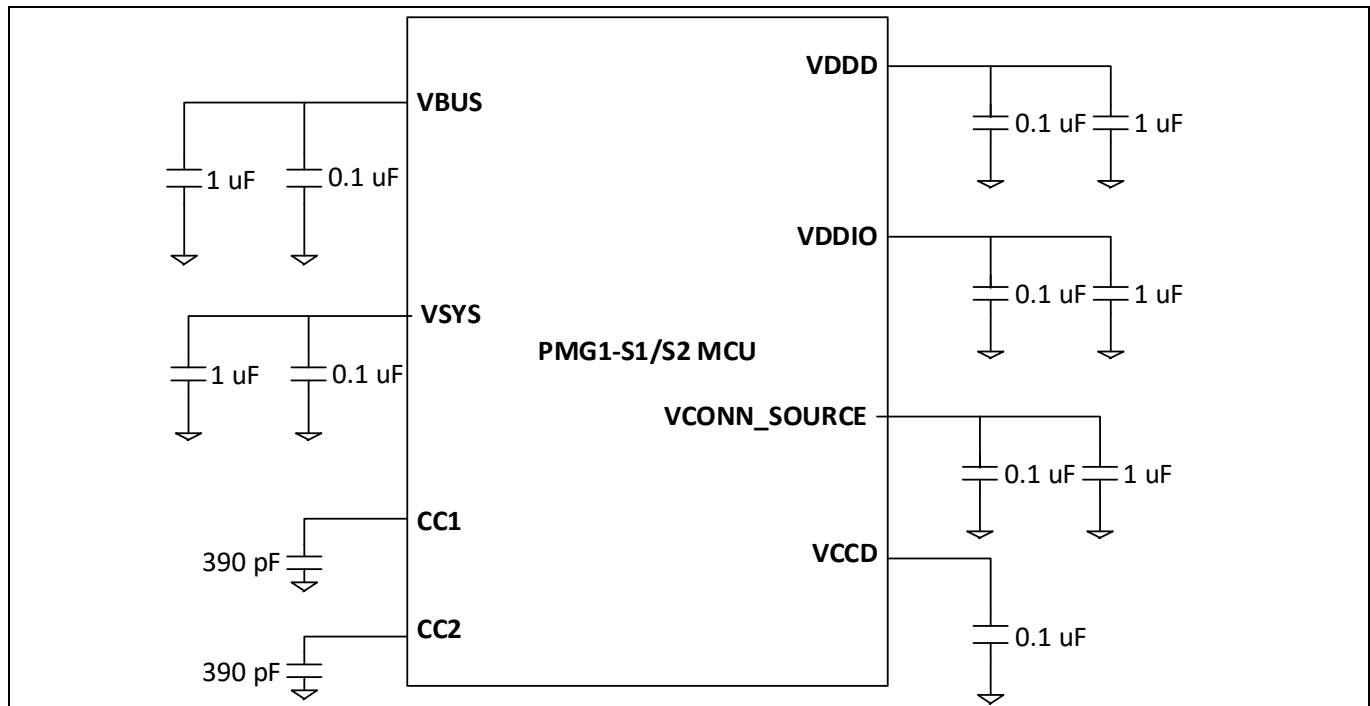 VDDD
VBUS
0.1 uF 1 uF
1 uF 0.1 uF
VDDIO
0.1 uF 1 uF
VSYS
PMG1-S1/S2 MCU
1 uF 0.1 uF
VCONN_SOURCE
0.1 uF 1 uF
CC1
VCCD
390 pF
CC2
0.1 uF
390 pF